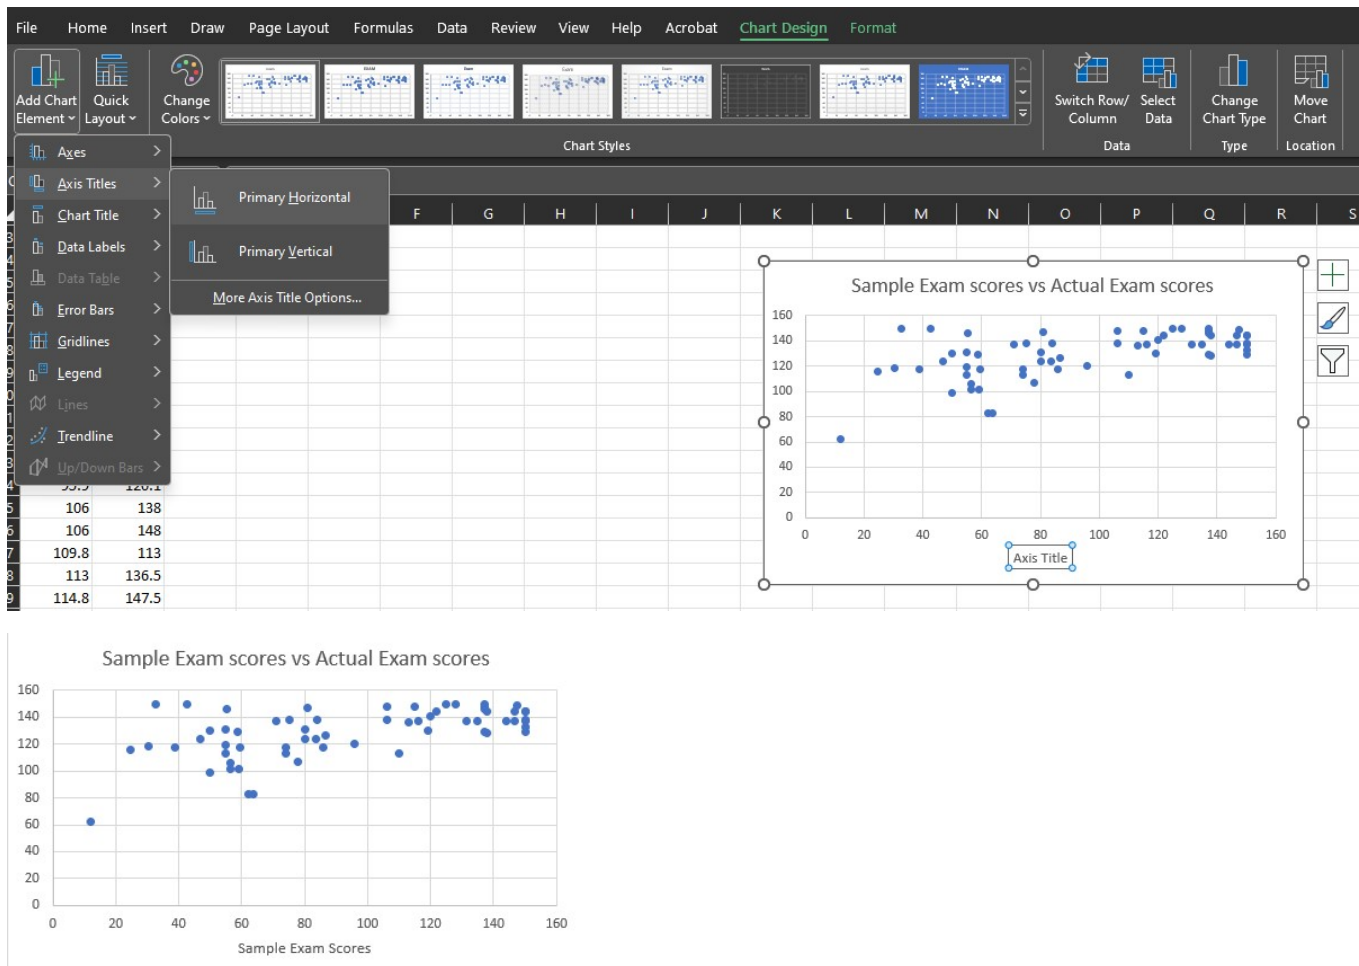 File Home Insert Draw Page Layout Formulas Data Review View Help Acrobat Chart Design Format
Add Chart Element Quick Layout Change Colors Switch Row/ Column Select Data Change Chart Type Move Chart
Chart Styles Data Type Location
Axes
Axis Titles
Chart Title
Data Labels
Data Table
Error Bars
Gridlines
Legend
Lines
Trendline
Up/Down Bars
Primary Horizontal
Primary Vertical
More Axis Title Options...
F G H I J K L M N O P Q R S
106 138
106 148
109.8 113
113 136.5
114.8 147.5
Sample Exam scores vs Actual Exam scores
160
140
120
100
80
60
40
20
0
0 20 40 60 80 100 120 140 160
Axis Title
Sample Exam scores vs Actual Exam scores
160
140
120
100
80
60
40
20
0
0 20 40 60 80 100 120 140 160
Sample Exam Scores